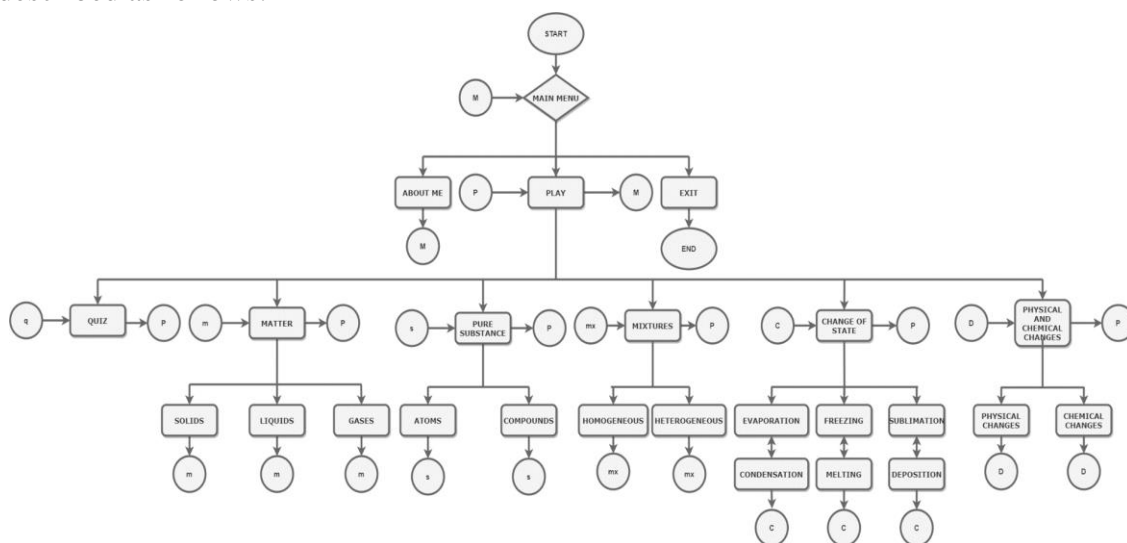 START
M
MAIN MENU
ABOUT ME
P
PLAY
M
EXIT
M
END
q
QUIZ
P
m
MATTER
P
s
PURE
SUBSTANCE
P
mx
MIXTURES
P
C
CHANGE OF
STATE
P
D
PHYSICAL
AND
CHEMICAL
CHANGES
P
SOLIDS
LIQUIDS
GASES
ATOMS
COMPOUNDS
HOMOGENEOUS
HETEROGENEOUS
EVAPORATION
FREEZING
SUBLIMATION
PHYSICAL
CHANGES
CHEMICAL
CHANGES
m
m
m
s
s
mx
mx
CONDENSATION
MELTING
DEPOSITION
D
D
C
C
C